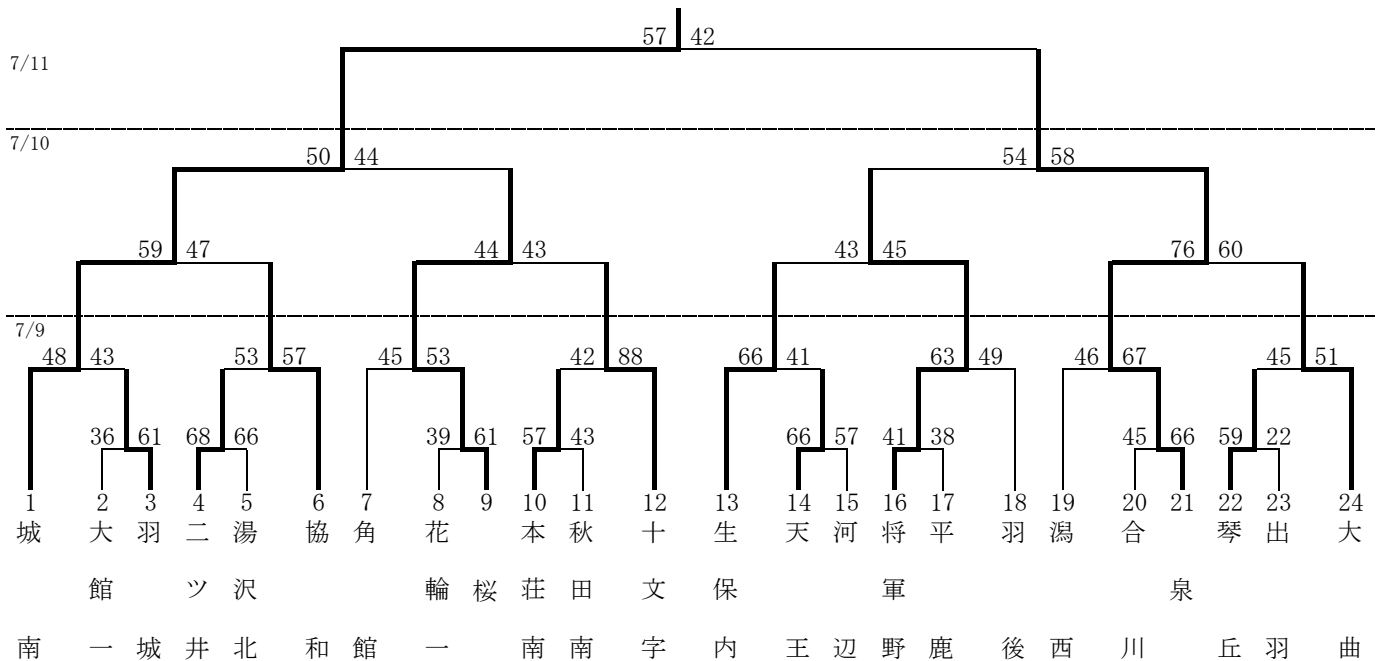 57 42
7/11
7/10
50 44 54 58
59 47 44 43 43 45 76 60
7/9
48 43 53 57 45 53 42 88 66 41 63 49 46 67 45 51
36 61 68 66 39 61 57 43 66 57 41 38 45 66 59 22
1 2 3 4 5 6 7 8 9 10 11 12 13 14 15 16 17 18 19 20 21 22 23 24
城南
大館一
羽城
二ツ井
湯沢北
協和
角館
花輪一
桜
本荘南
秋田南
十文字
生保内
天王
河辺
将軍野
平鹿
羽後
潟西
合川
泉
琴丘
出羽
大曲